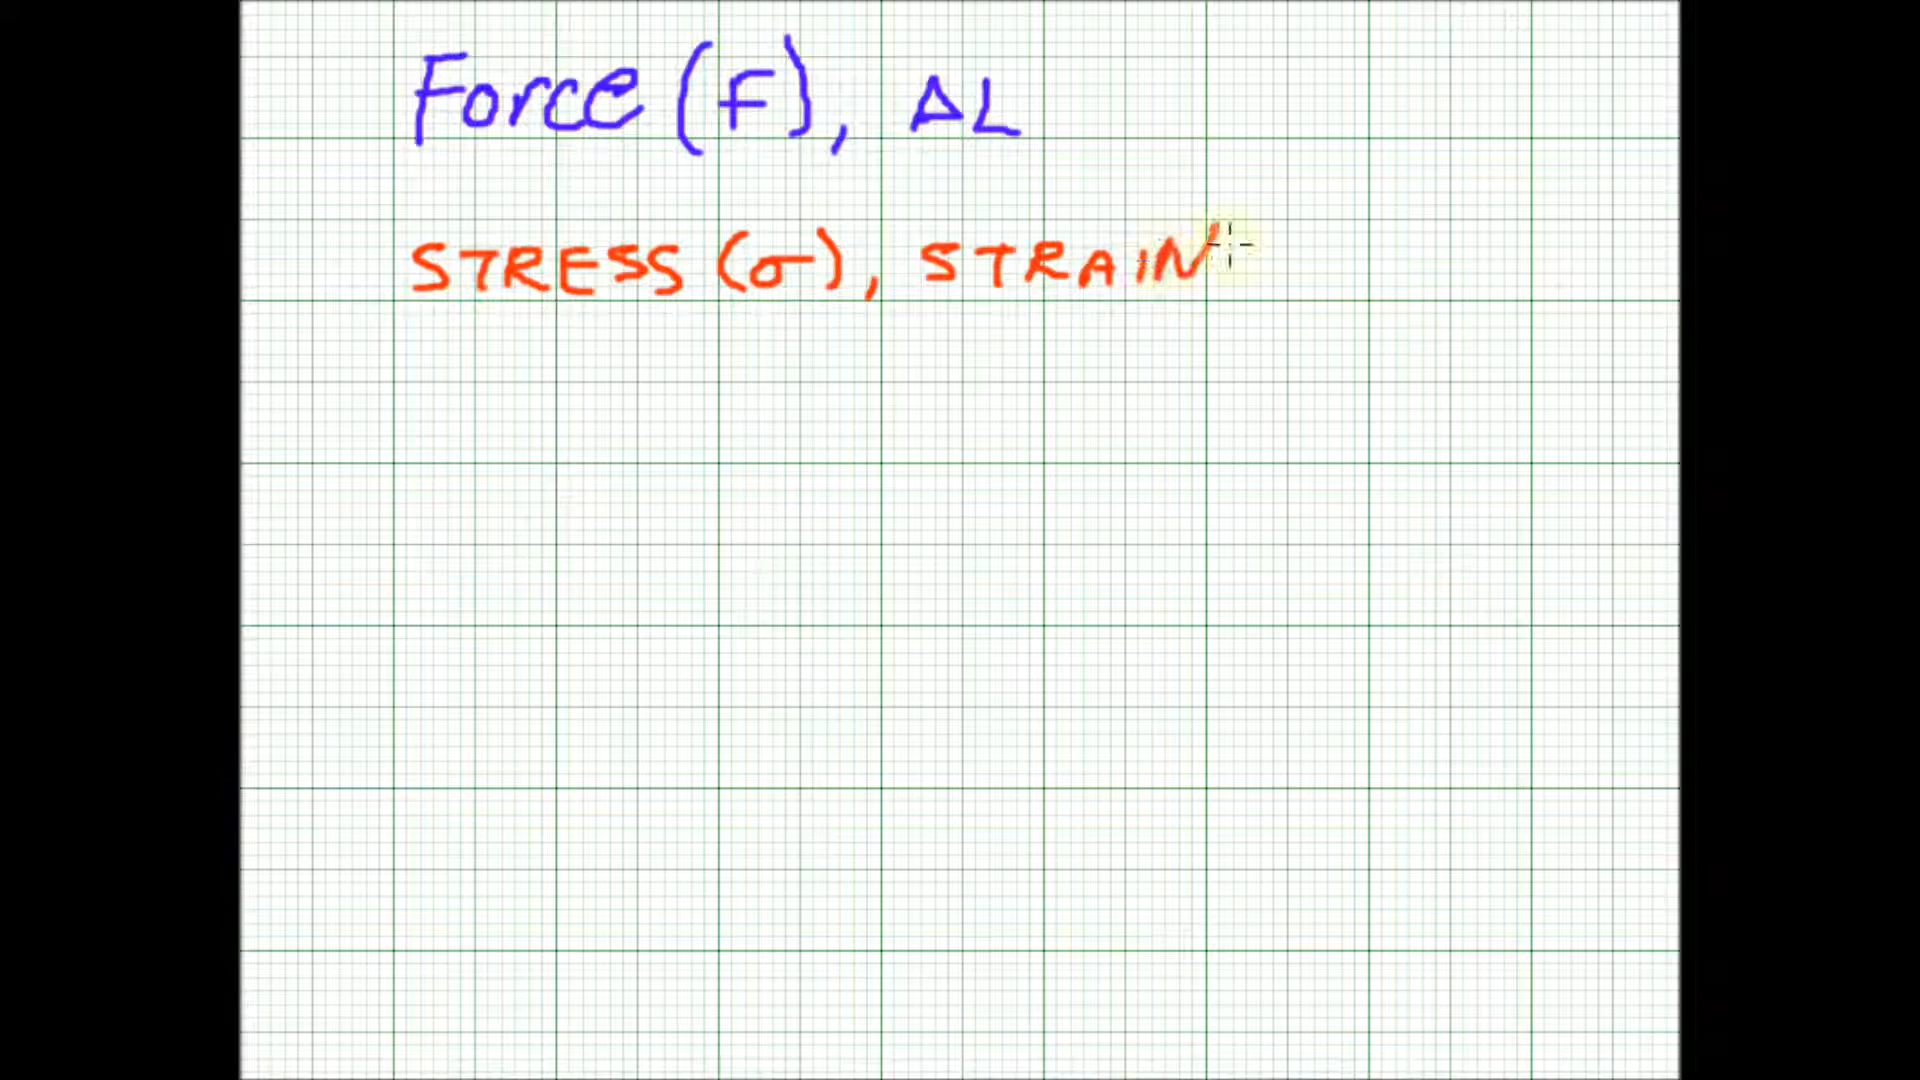 Force (F), ΔL
STRESS (σ), STRAIN